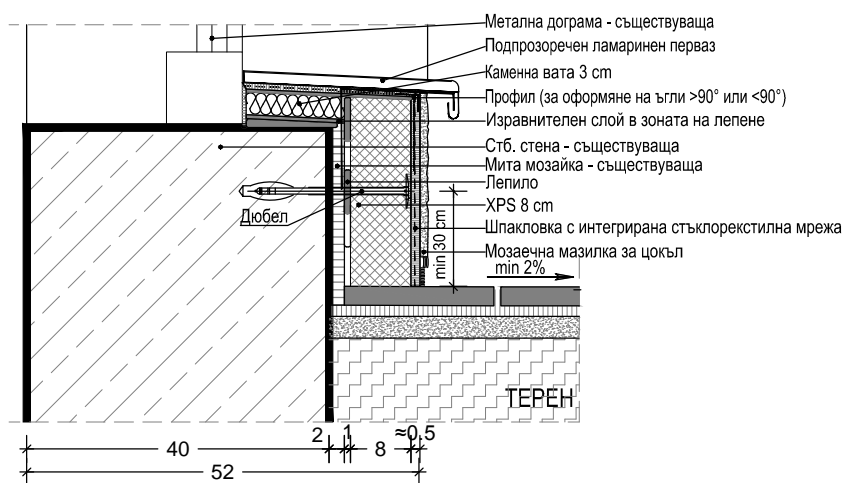 Метална дограма - съществуваща
Подпрозоречен ламаринен перваз
Каменна вата 3 cm
Профил (за оформяне на ъгли >90° или <90°)
Изравнителен слой в зоната на лепене
Стб. стена - съществуваща
Мита мозайка - съществуваща
Лепило
Дюбел
XPS 8 cm
Шпакловка с интегрирана стъклорекстилна мрежа
Мозаечна мазилка за цокъл
min 30 cm
min 2%
ТЕРЕН
40 2 1 8 ≈0.5
52